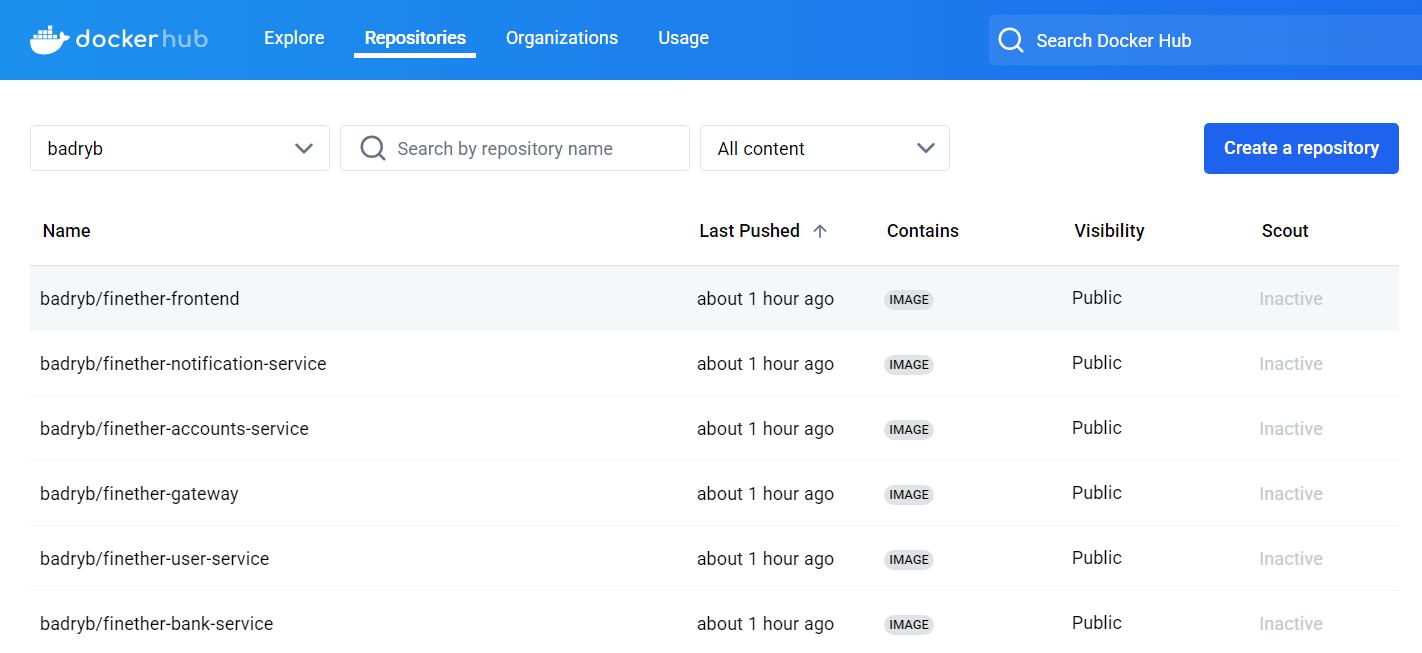 docker hub Explore Repositories Organizations Usage Search Docker Hub
badryb Search by repository name All content Create a repository
Name Last Pushed Contains Visibility Scout
badryb/finether-frontend about 1 hour ago IMAGE Public Inactive
badryb/finether-notification-service about 1 hour ago IMAGE Public Inactive
badryb/finether-accounts-service about 1 hour ago IMAGE Public Inactive
badryb/finether-gateway about 1 hour ago IMAGE Public Inactive
badryb/finether-user-service about 1 hour ago IMAGE Public Inactive
badryb/finether-bank-service about 1 hour ago IMAGE Public Inactive